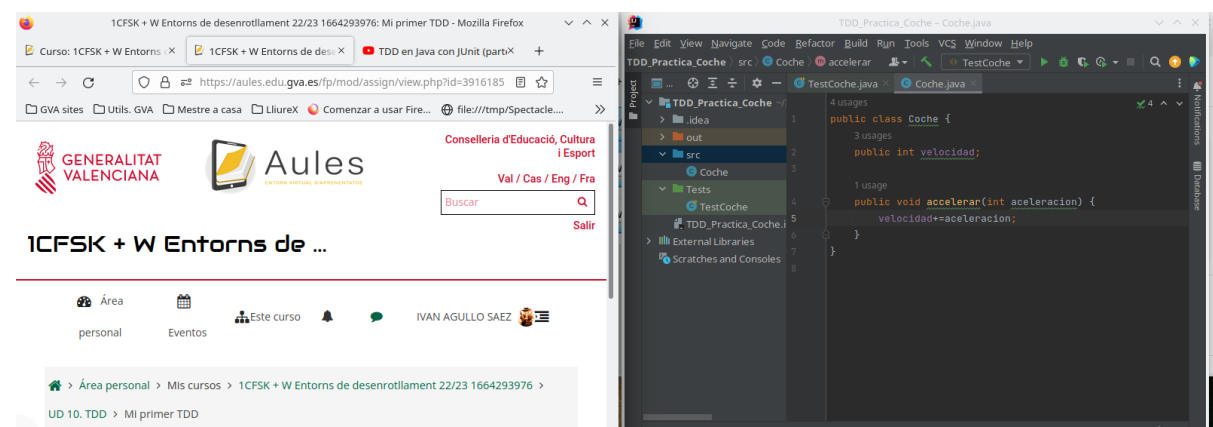 1CFSK + W Entorns de desenrotllament 22/23 1664293976: Mi primer TDD - Mozilla Firefox
Curso: 1CFSK + W Entorns
1CFSK + W Entorns de dese
TDD en Java con JUnit (parti
https://aules.edu.gva.es/fp/mod/assign/view.php?id=3916185
GVA sites Utils. GVA Mestre a casa LliureX Comenzar a usar Fire... file:///tmp/Spectacle....
GENERALITAT
VALENCIANA
Aules
ENTORN VIRTUAL D'APRENENTATGE
Conselleria d'Educació, Cultura
i Esport
Val / Cas / Eng / Fra
Buscar
Salir
1CFSK + W Entorns de ...
Área
personal
Eventos
Este curso
IVAN AGULLO SAEZ
Área personal > Mis cursos > 1CFSK + W Entorns de desenrotllament 22/23 1664293976 >
UD 10. TDD > Mi primer TDD
TDD_Practica_Coche – Coche.java
File Edit View Navigate Code Refactor Build Run Tools VCS Window Help
TDD_Practica_Coche src Coche accelerar TestCoche
Project
TestCoche.java
Coche.java
TDD_Practica_Coche
.idea
out
src
Coche
Tests
TestCoche
TDD_Practica_Coche.i
External Libraries
Scratches and Consoles
4 usages
4
1 public class Coche {
3 usages
2 public int velocidad;
3
1 usage
4 public void accelerar(int aceleracion) {
5 velocidad+=aceleracion;
6 }
7 }
8
Notifications
Database